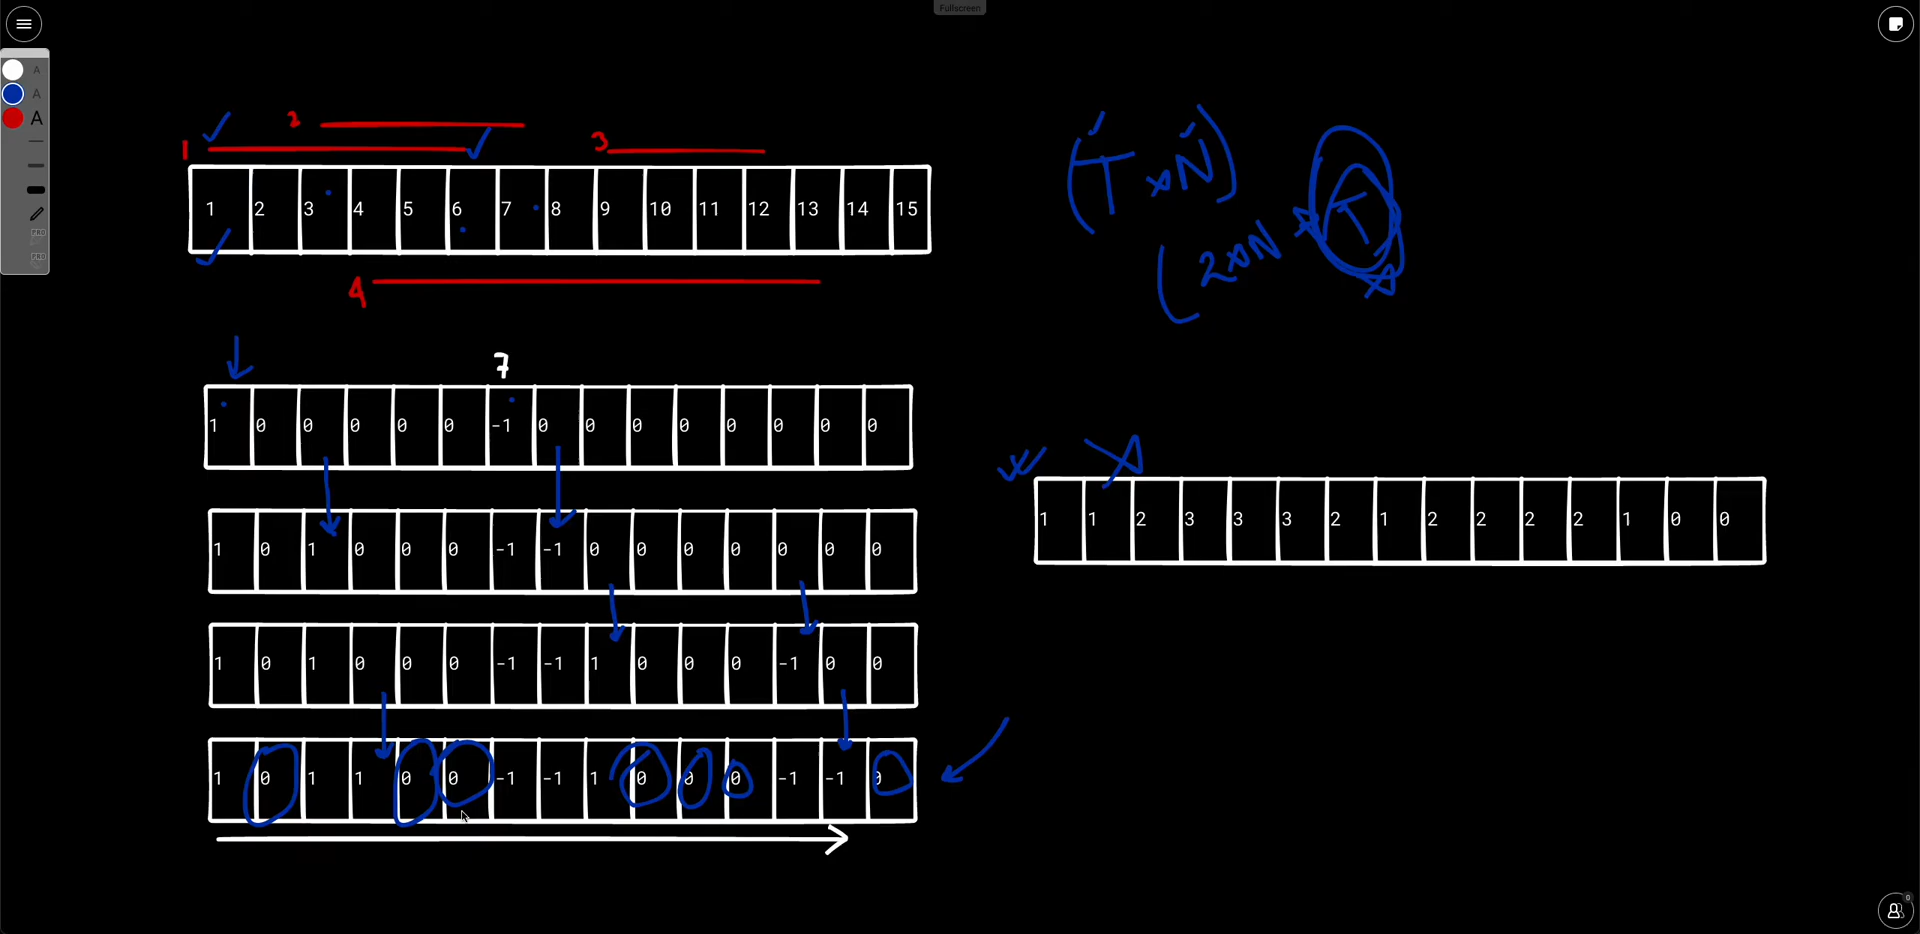 Fullscreen
A
A
A
2
1
3
1 2 3 4 5 6 7 8 9 10 11 12 13 14 15
4
(T × N)
(2×N × T
7
1 0 0 0 0 0 -1 0 0 0 0 0 0 0 0
1 0 1 0 0 0 -1 -1 0 0 0 0 0 0 0
1 1 2 3 3 3 2 1 2 2 2 2 1 0 0
1 0 1 0 0 0 -1 -1 1 0 0 0 -1 0 0
1 0 1 1 0 0 -1 -1 1 0 0 0 -1 -1 0
0